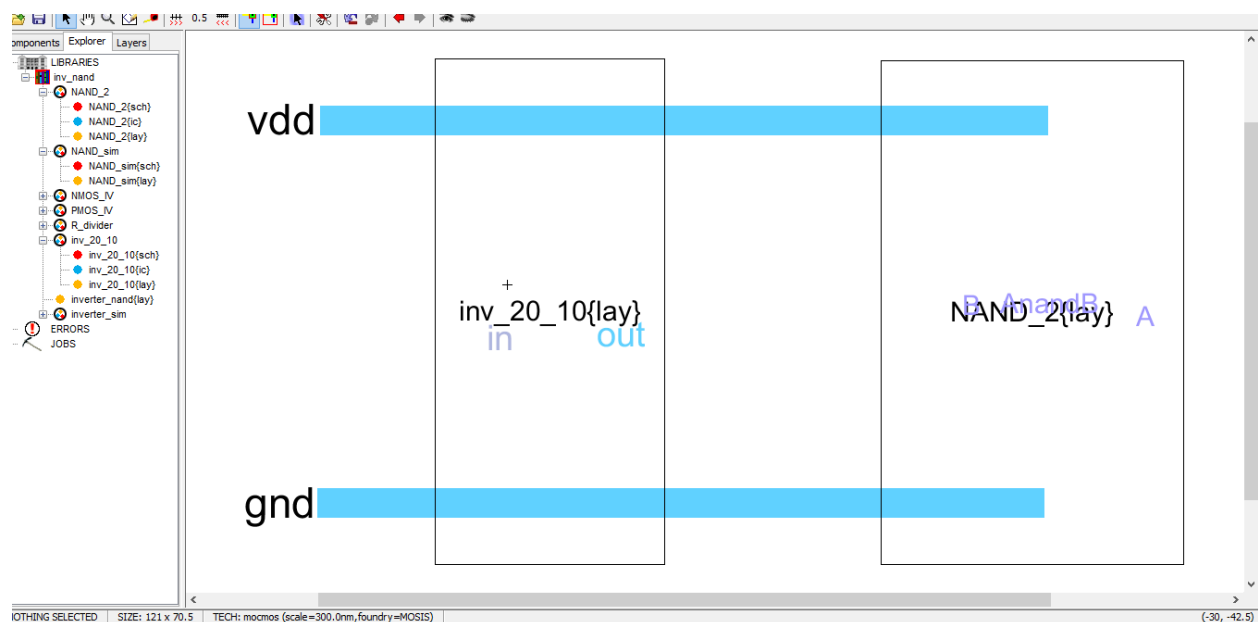 0.5
omponents Explorer Layers
LIBRARIES
inv_nand
NAND_2
NAND_2{sch}
NAND_2{ic}
NAND_2{lay}
NAND_sim
NAND_sim{sch}
NAND_sim{lay}
NMOS_IV
PMOS_IV
R_divider
inv_20_10
inv_20_10{sch}
inv_20_10{ic}
inv_20_10{lay}
inverter_nand{lay}
inverter_sim
ERRORS
JOBS
vdd
inv_20_10{lay}
in out
NAND_2{lay}
B AnandB A
gnd
NOTHING SELECTED SIZE: 121 x 70.5 TECH: mocmos (scale=300.0nm,foundry=MOSIS) (-30, -42.5)